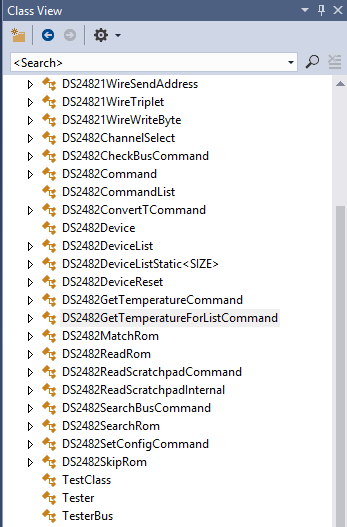 Class View
<Search>
DS24821WireSendAddress
DS24821WireTriplet
DS24821WireWriteByte
DS2482ChannelSelect
DS2482CheckBusCommand
DS2482Command
DS2482CommandList
DS2482ConvertTCommand
DS2482Device
DS2482DeviceList
DS2482DeviceListStatic<SIZE>
DS2482DeviceReset
DS2482GetTemperatureCommand
DS2482GetTemperatureForListCommand
DS2482MatchRom
DS2482ReadRom
DS2482ReadScratchpadCommand
DS2482ReadScratchpadInternal
DS2482SearchBusCommand
DS2482SearchRom
DS2482SetConfigCommand
DS2482SkipRom
TestClass
Tester
TesterBus